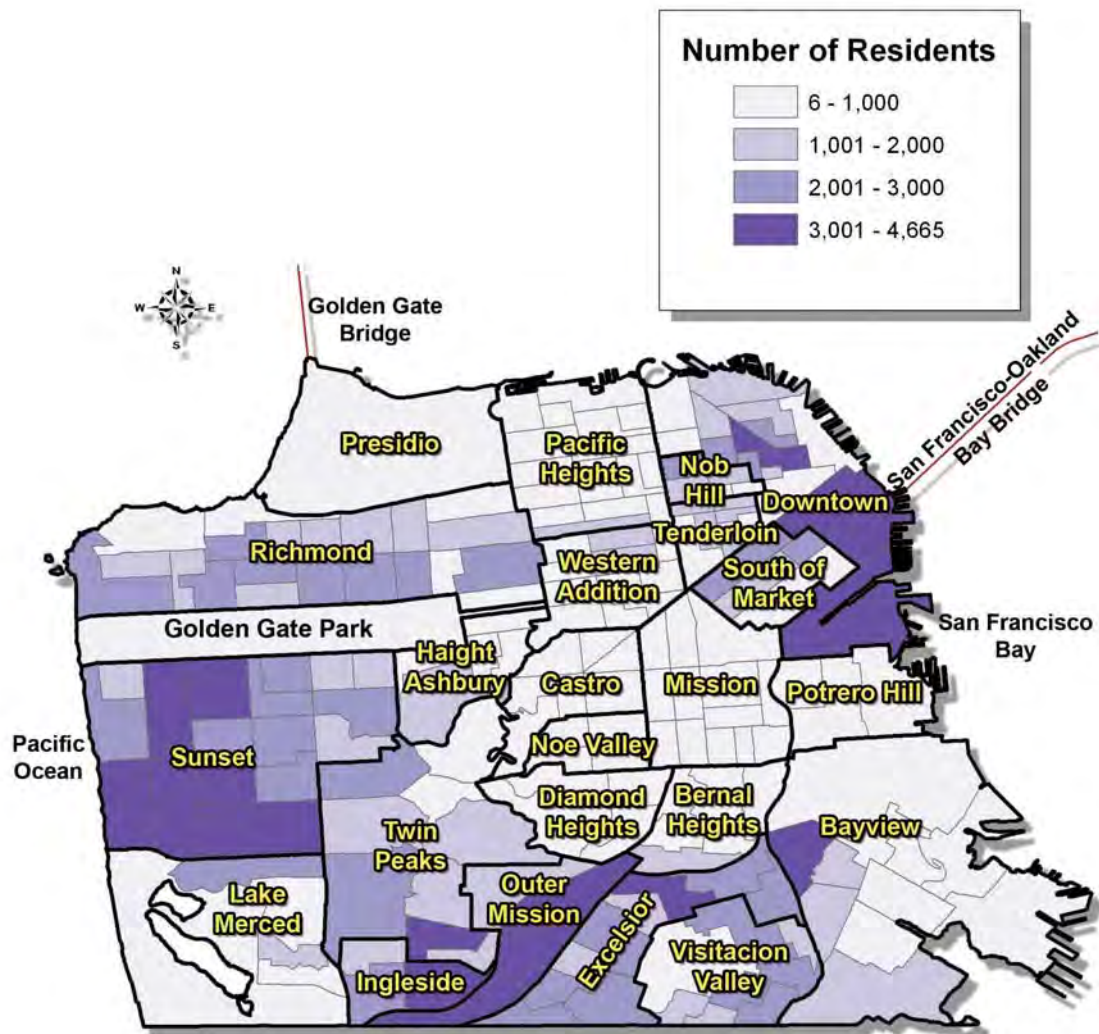 Number of Residents
6 - 1,000
1,001 - 2,000
2,001 - 3,000
3,001 - 4,665
N
W E
S
Golden Gate
Bridge
San Francisco-Oakland
Bay Bridge
Presidio
Pacific
Heights
Nob
Hill
Downtown
Richmond
Tenderloin
Western
Addition
South of
Market
Golden Gate Park
San Francisco
Bay
Haight
Ashbury
Castro
Mission
Potrero Hill
Pacific
Ocean
Sunset
Noe Valley
Diamond
Heights
Bernal
Heights
Bayview
Twin
Peaks
Lake
Merced
Outer
Mission
Excelsior
Visitacion
Valley
Ingleside